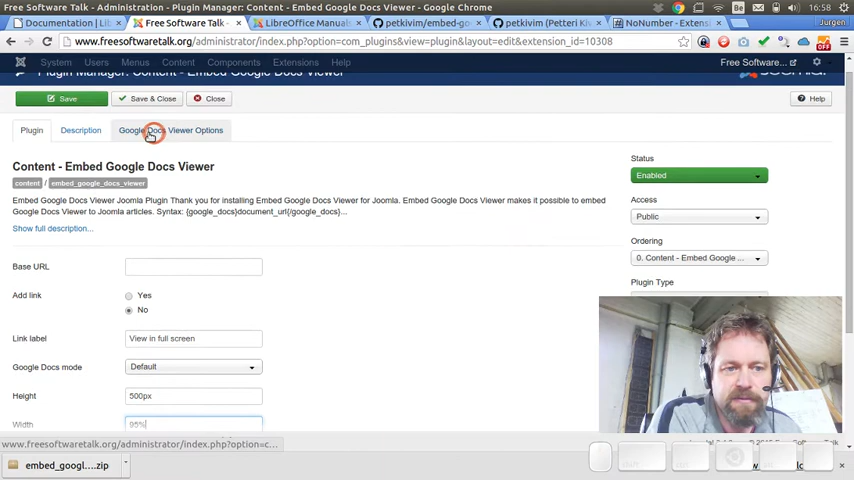 Free Software Talk - Administration - Plugin Manager: Content - Embed Google Docs Viewer - Google Chrome
16:58
Documentation | Lib
Free Software Talk -
LibreOffice Manuals
petkivim/embed-go
petkivim (Petteri Ki
NoNumber - Extensi
Jurgen
www.freesoftwaretalk.org/administrator/index.php?option=com_plugins&view=plugin&layout=edit&extension_id=10308
System
Users
Menus
Content
Components
Extensions
Help
Free Software...
Plugin Manager: Content - Embed Google Docs Viewer
Save
Save & Close
Close
Help
Plugin
Description
Google Docs Viewer Options
Content - Embed Google Docs Viewer
content / embed_google_docs_viewer
Embed Google Docs Viewer Joomla Plugin Thank you for installing Embed Google Docs Viewer for Joomla. Embed Google Docs Viewer makes it possible to embed
Google Docs Viewer to Joomla articles. Syntax: {google_docs}document_url{/google_docs}...
Show full description...
Status
Enabled
Access
Public
Ordering
0. Content - Embed Google ...
Plugin Type
Base URL
Add link
Yes
No
Link label
View in full screen
Google Docs mode
Default
Height
500px
Width
95%
www.freesoftwaretalk.org/administrator/index.php?option=c...
embed_googl....zip